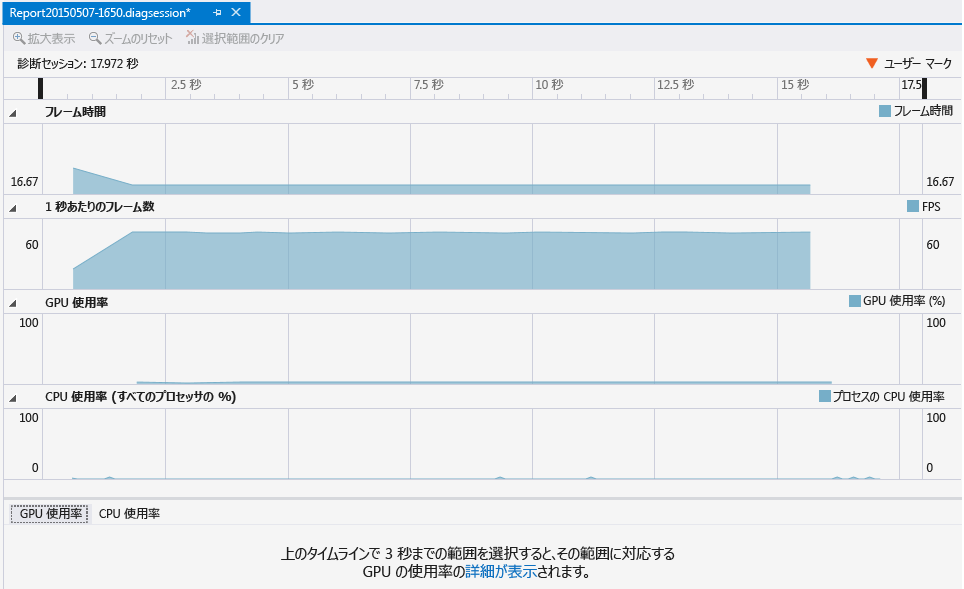 Report20150507-1650.diagsession*
拡大表示 ズームのリセット 選択範囲のクリア
診断セッション: 17.972 秒 ユーザー マーク
2.5 秒 5 秒 7.5 秒 10 秒 12.5 秒 15 秒 17.5
フレーム時間 フレーム時間
16.67 16.67
1 秒あたりのフレーム数 FPS
60 60
GPU 使用率 GPU 使用率 (%)
100 100
CPU 使用率 (すべてのプロセッサの %) プロセスの CPU 使用率
100 100
0 0
GPU 使用率 CPU 使用率
上のタイムラインで 3 秒までの範囲を選択すると、その範囲に対応する
GPU の使用率の詳細が表示されます。